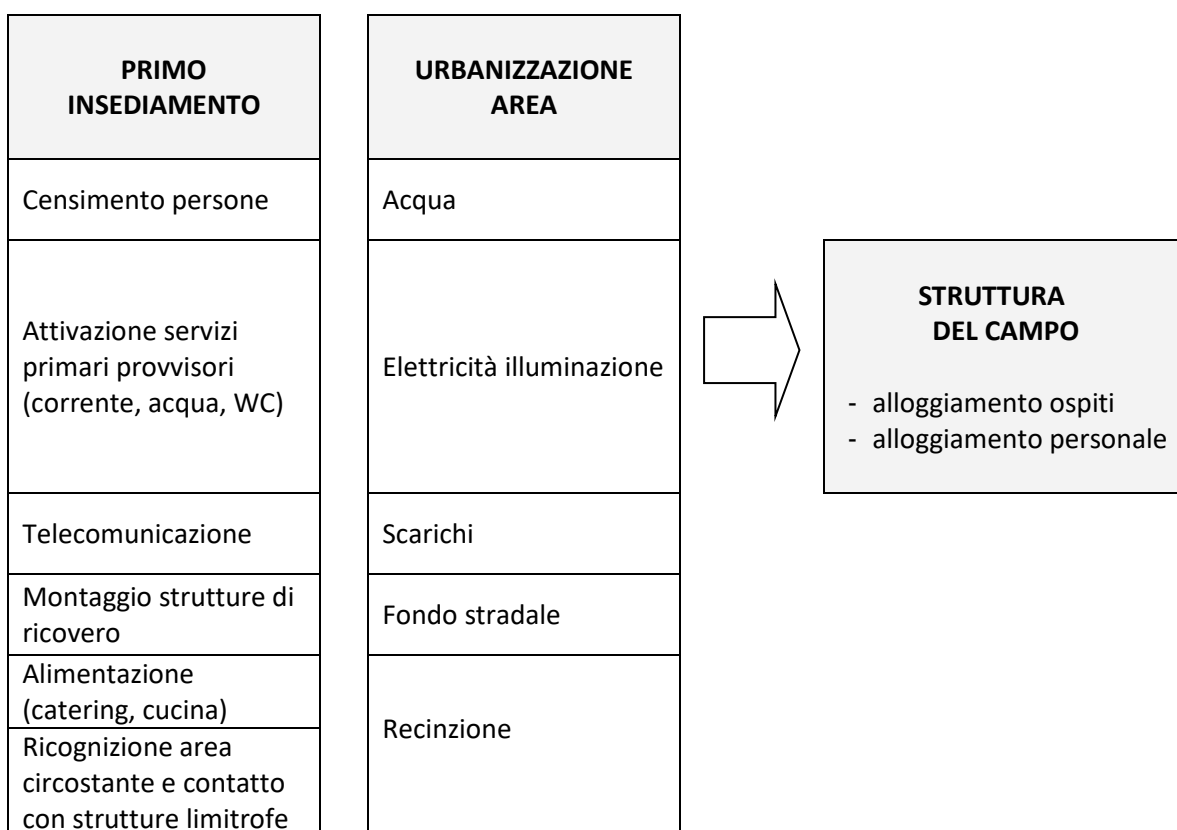 PRIMO
INSEDIAMENTO
Censimento persone
Attivazione servizi
primari provvisori
(corrente, acqua, WC)
Telecomunicazione
Montaggio strutture di
ricovero
Alimentazione
(catering, cucina)
Ricognizione area
circostante e contatto
con strutture limitrofe
URBANIZZAZIONE
AREA
Acqua
Elettricità illuminazione
Scarichi
Fondo stradale
Recinzione
STRUTTURA
DEL CAMPO
- alloggiamento ospiti
- alloggiamento personale